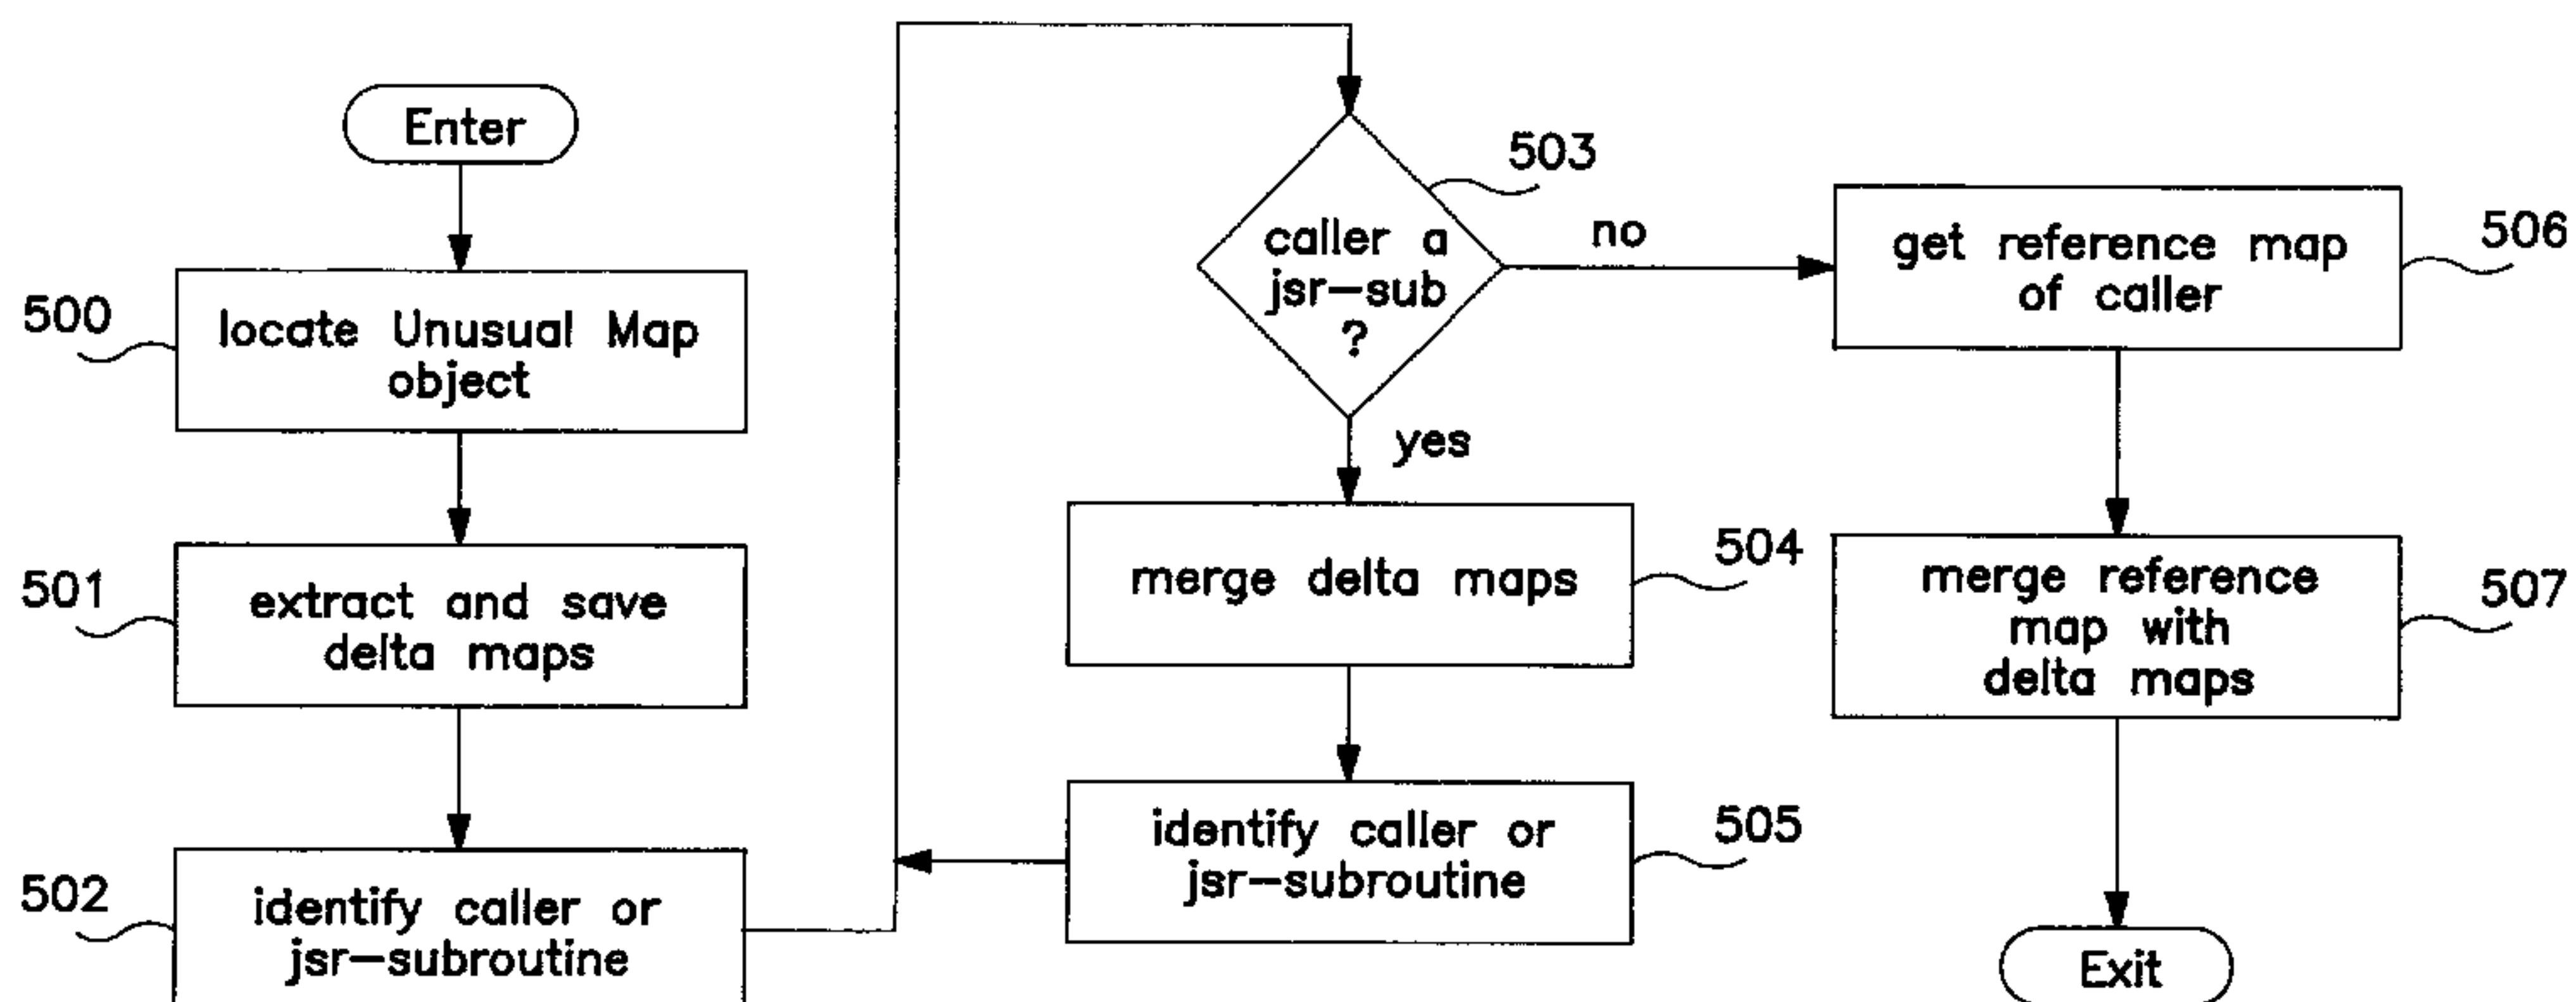 Enter
500
locate Unusual Map
object
501
extract and save
delta maps
502
identify caller or
jsr-subroutine
503
caller a
jsr-sub
?
no
yes
504
merge delta maps
505
identify caller or
jsr-subroutine
506
get reference map
of caller
507
merge reference
map with
delta maps
Exit